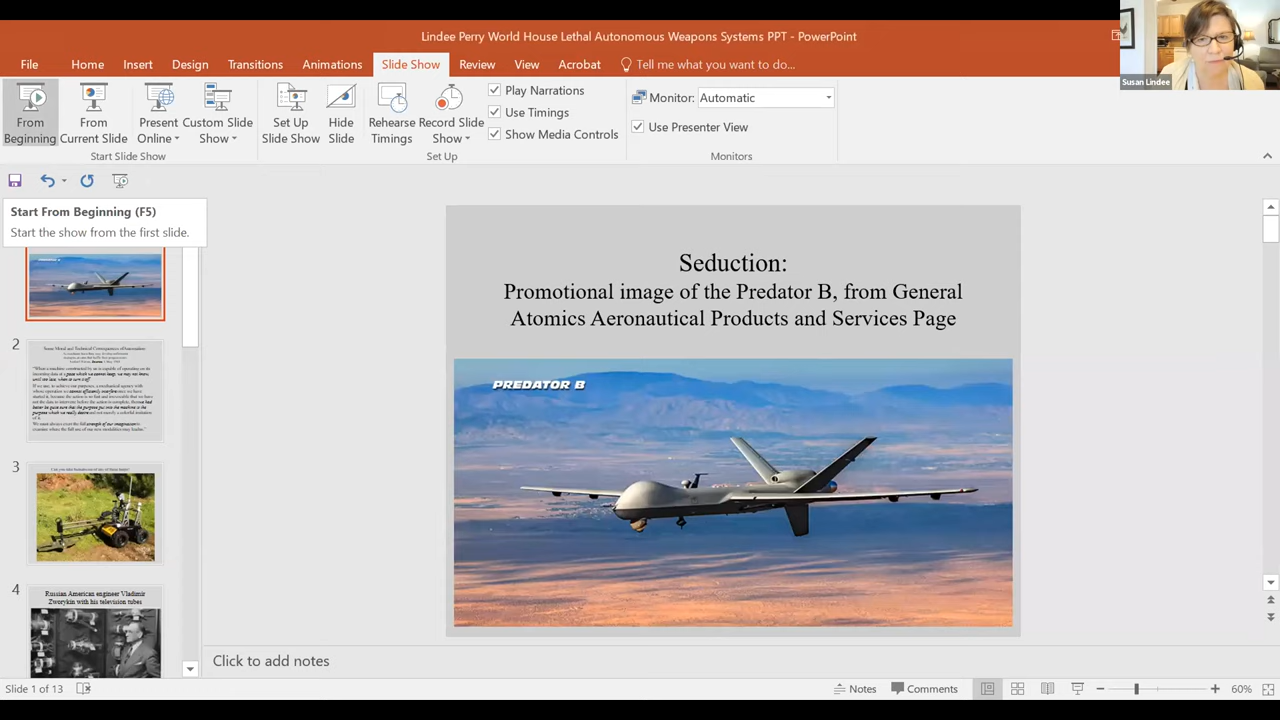 Lindee Perry World House Lethal Autonomous Weapons Systems PPT - PowerPoint
Susan Lindee
File Home Insert Design Transitions Animations Slide Show Review View Acrobat Tell me what you want to do...
From Beginning
From Current Slide
Present Online
Custom Slide Show
Start Slide Show
Set Up Slide Show
Hide Slide
Rehearse Timings
Record Slide Show
Play Narrations
Use Timings
Show Media Controls
Set Up
Monitor: Automatic
Use Presenter View
Monitors
Start From Beginning (F5)
Start the show from the first slide.
2
3
4
Russian American engineer Vladimir
Zworykin with his television tubes
Seduction:
Promotional image of the Predator B, from General
Atomics Aeronautical Products and Services Page
PREDATOR B
Click to add notes
Slide 1 of 13
Notes Comments 60%